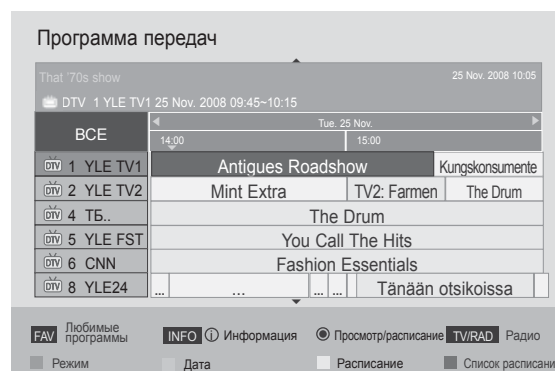 Программа передач
That '70s show 25 Nov. 2008 10:05
DTV 1 YLE TV1 25 Nov. 2008 09:45~10:15
ВСЕ
Tue. 25 Nov.
14:00 15:00
DTV 1 YLE TV1 Antigues Roadshow Kungskonsumente
DTV 2 YLE TV2 Mint Extra TV2: Farmen The Drum
DTV 4 ТБ.. The Drum
DTV 5 YLE FST You Call The Hits
DTV 6 CNN Fashion Essentials
DTV 8 YLE24 ... ... ... ... Tänään otsikoissa
FAV Любимые программы INFO ⓘ Информация Просмотр/расписание TV/RAD Радио
Режим Дата Расписание Список расписани